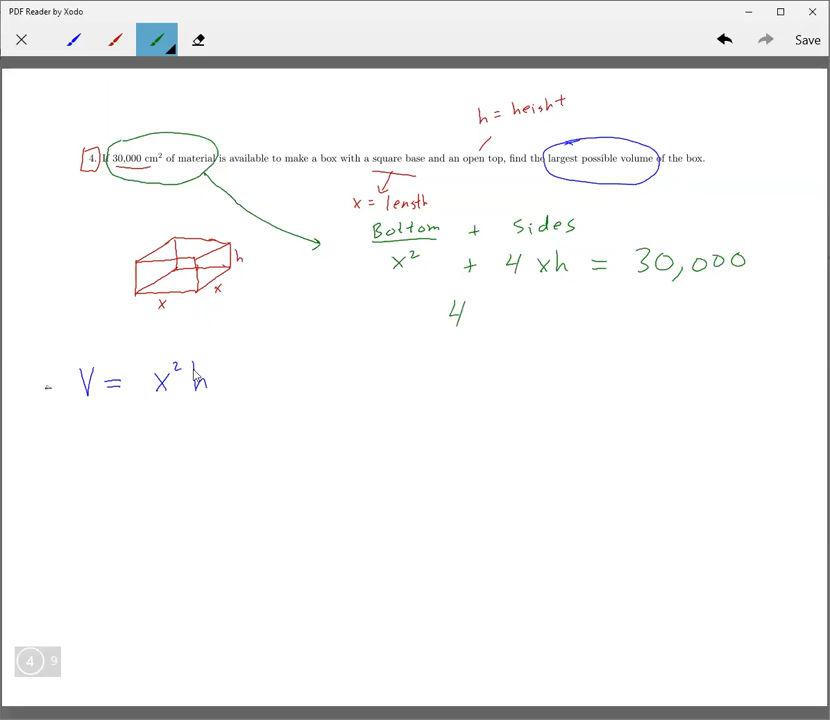 PDF Reader by Xodo
Save
h = height
4. If 30,000 cm² of material is available to make a box with a square base and an open top, find the largest possible volume of the box.
x = length
Bottom + Sides
x² + 4xh = 30,000
h
x
x
4
V = x² h
4 9